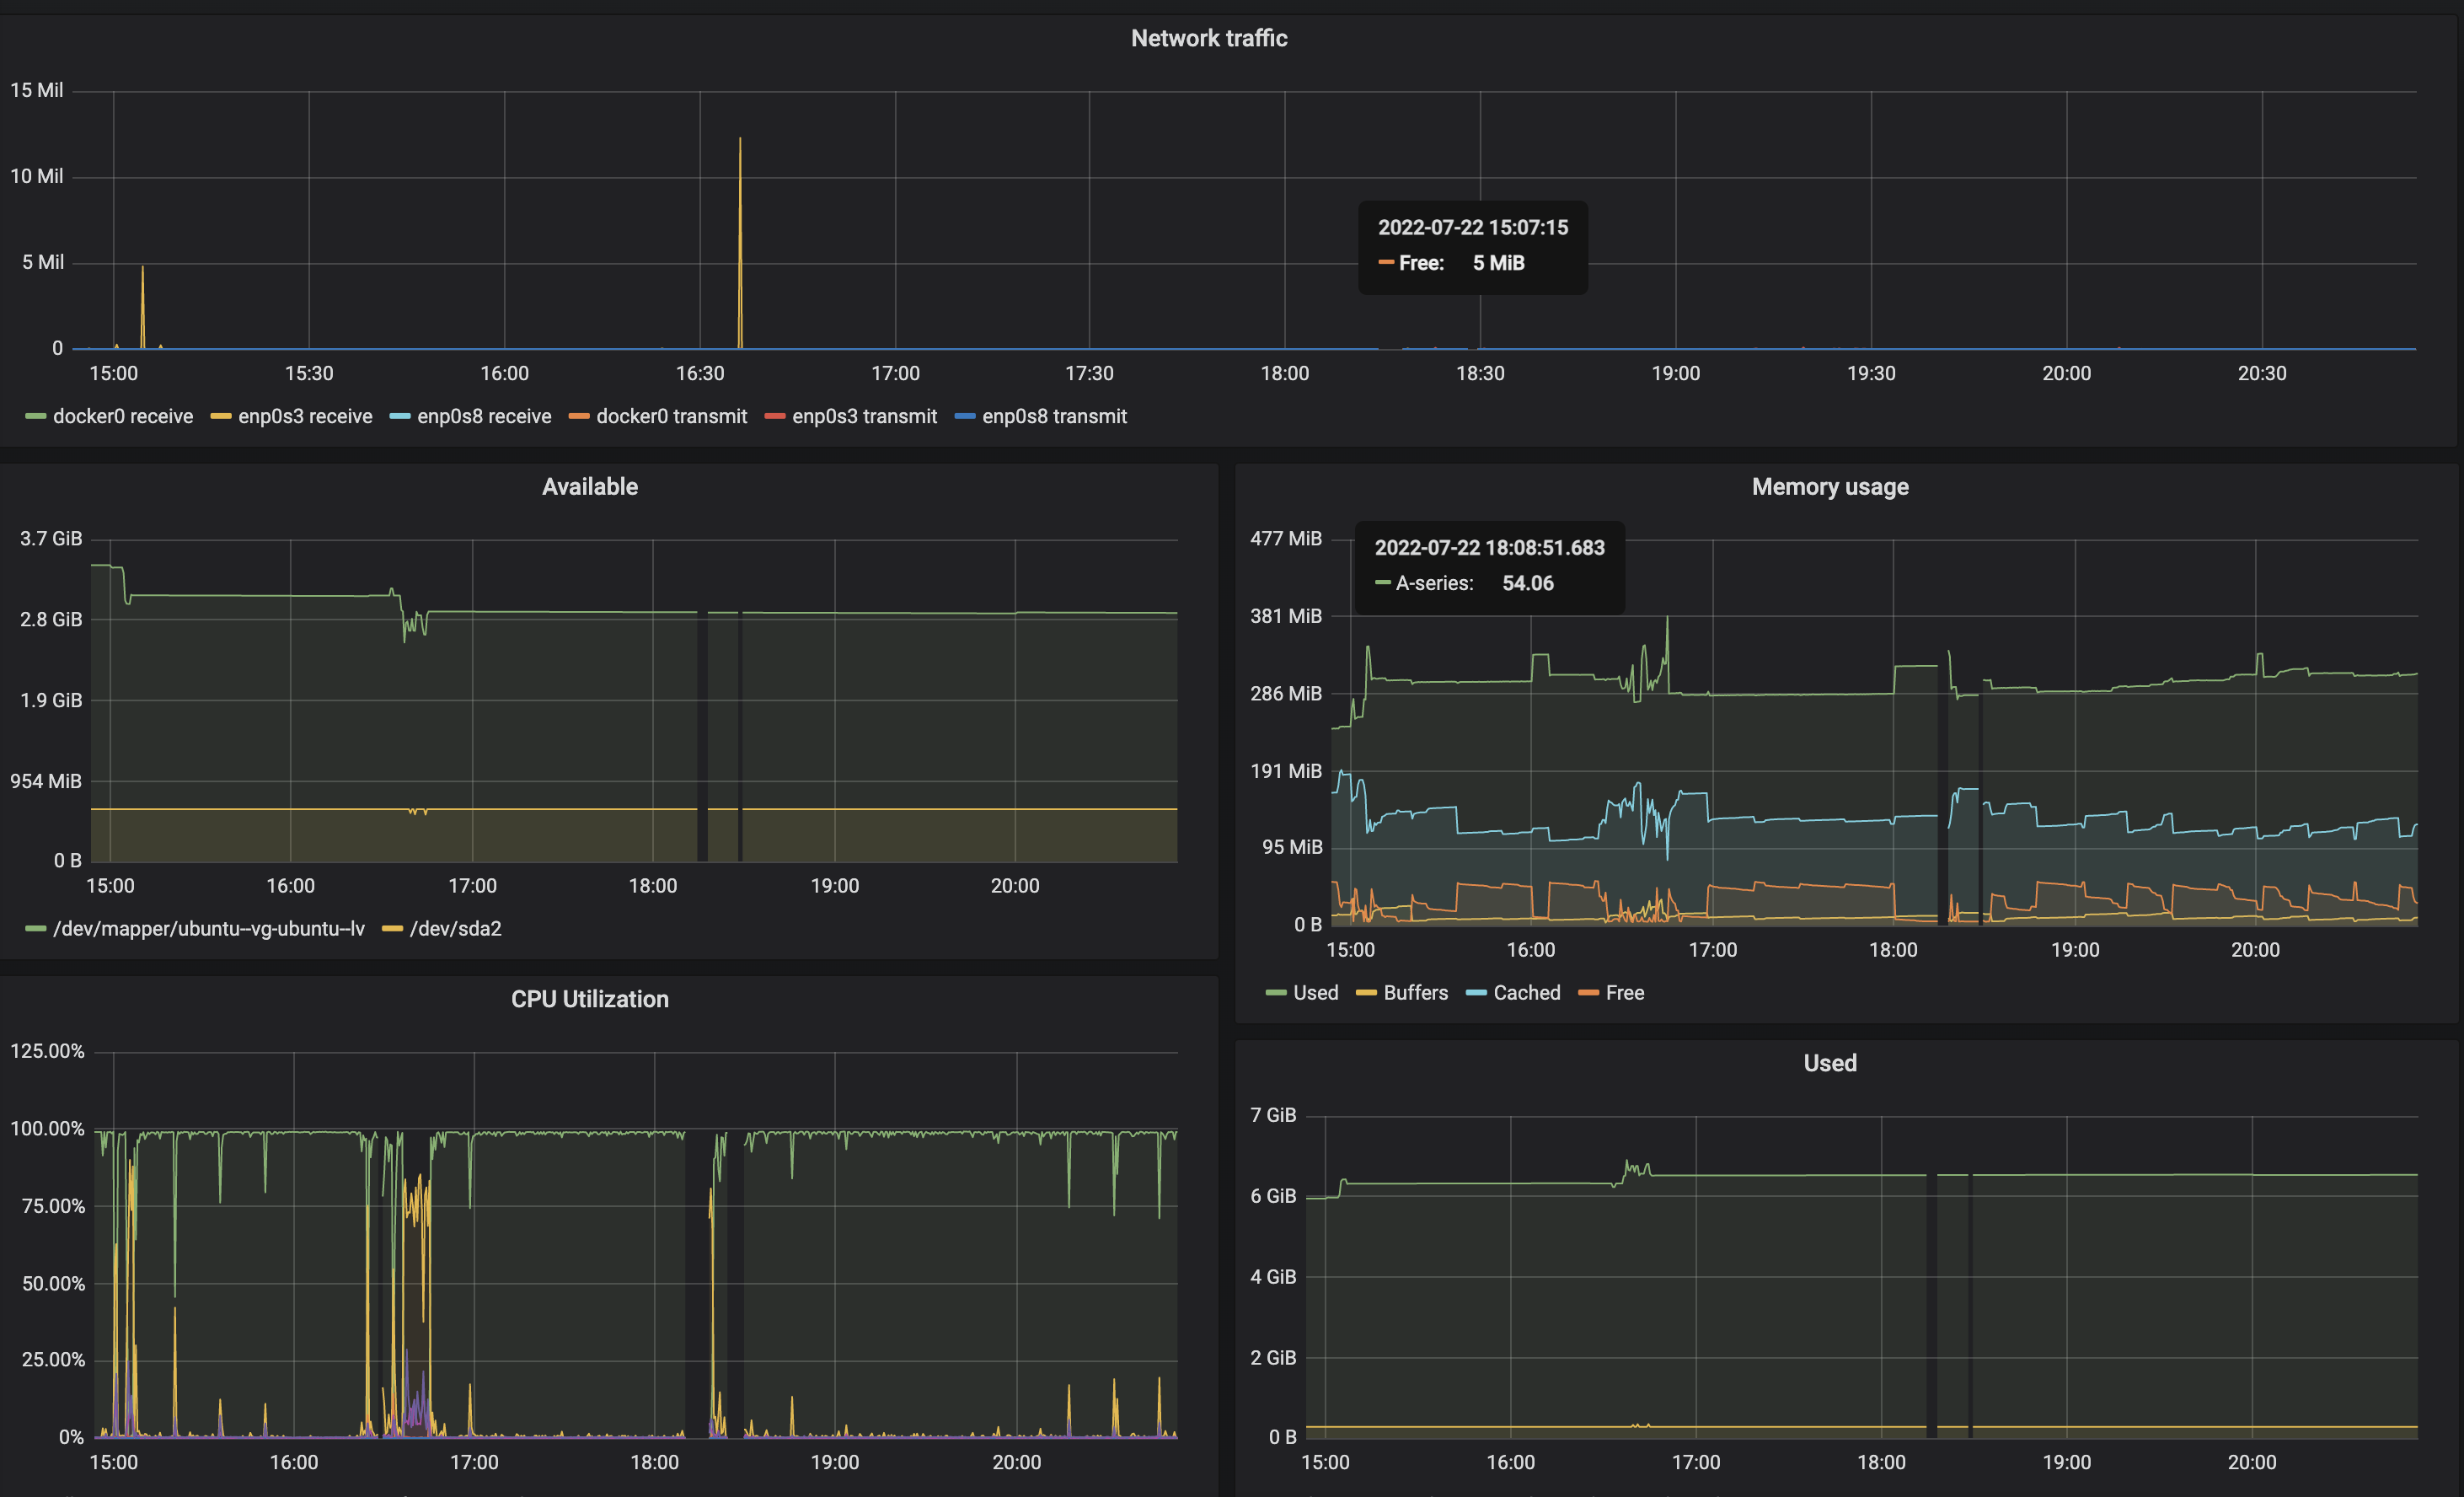 Network traffic
15 Mil
10 Mil
5 Mil
0
2022-07-22 15:07:15
Free: 5 MiB
15:00 15:30 16:00 16:30 17:00 17:30 18:00 18:30 19:00 19:30 20:00 20:30
docker0 receive enp0s3 receive enp0s8 receive docker0 transmit enp0s3 transmit enp0s8 transmit
Available
3.7 GiB
2.8 GiB
1.9 GiB
954 MiB
0 B
15:00 16:00 17:00 18:00 19:00 20:00
/dev/mapper/ubuntu--vg-ubuntu--lv /dev/sda2
Memory usage
477 MiB
2022-07-22 18:08:51.683
A-series: 54.06
381 MiB
286 MiB
191 MiB
95 MiB
0 B
15:00 16:00 17:00 18:00 19:00 20:00
Used Buffers Cached Free
CPU Utilization
125.00%
100.00%
75.00%
50.00%
25.00%
0%
15:00 16:00 17:00 18:00 19:00 20:00
Used
7 GiB
6 GiB
4 GiB
2 GiB
0 B
15:00 16:00 17:00 18:00 19:00 20:00